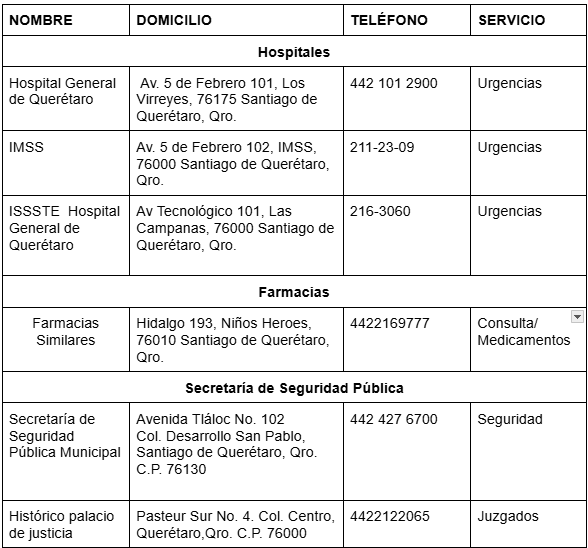 NOMBRE DOMICILIO TELÉFONO SERVICIO
Hospitales
Hospital General Av. 5 de Febrero 101, Los 442 101 2900 Urgencias
de Querétaro Virreyes, 76175 Santiago de
Querétaro, Qro.
IMSS Av. 5 de Febrero 102, IMSS, 211-23-09 Urgencias
76000 Santiago de Querétaro,
Qro.
ISSSTE Hospital Av Tecnológico 101, Las 216-3060 Urgencias
General de Campanas, 76000 Santiago de
Querétaro Querétaro, Qro.
Farmacias
Farmacias Hidalgo 193, Niños Heroes, 4422169777 Consulta/
Similares 76010 Santiago de Querétaro, Medicamentos
Qro.
Secretaría de Seguridad Pública
Secretaría de Avenida Tláloc No. 102 442 427 6700 Seguridad
Seguridad Col. Desarrollo San Pablo,
Pública Municipal Santiago de Querétaro, Qro.
C.P. 76130
Histórico palacio Pasteur Sur No. 4. Col. Centro, 4422122065 Juzgados
de justicia Querétaro,Qro. C.P. 76000